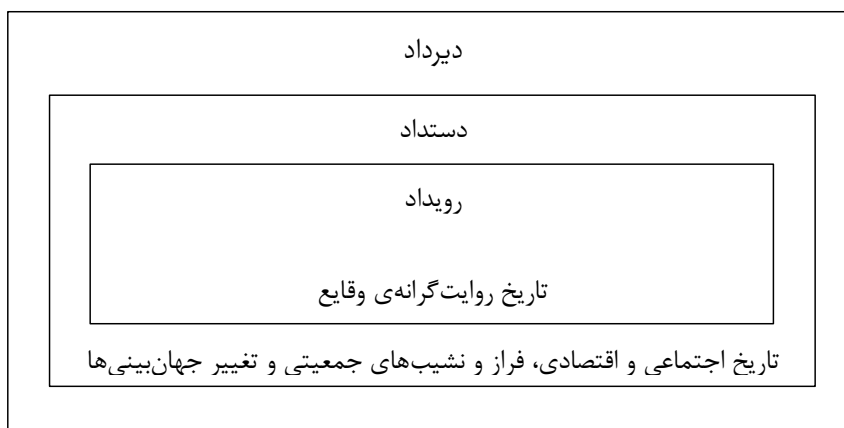 دیرداد
دستداد
رویداد
تاریخ روایت‌گرانه‌ی وقایع
تاریخ اجتماعی و اقتصادی، فراز و نشیب‌های جمعیتی و تغییر جهان‌بینی‌ها